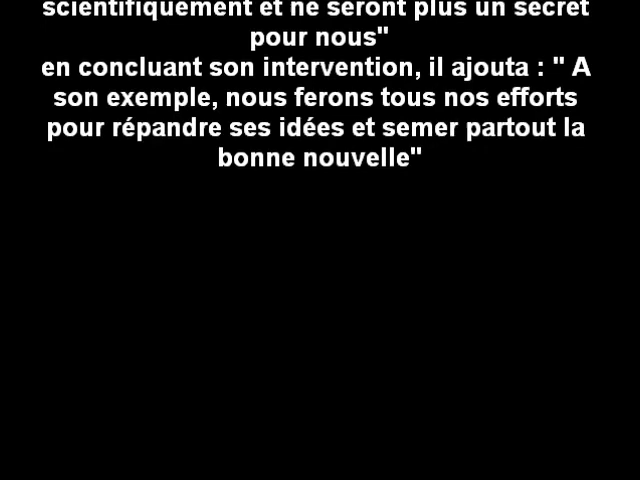 scientifiquement et ne seront plus un secret
pour nous"
en concluant son intervention, il ajouta : " A
son exemple, nous ferons tous nos efforts
pour répandre ses idées et semer partout la
bonne nouvelle"